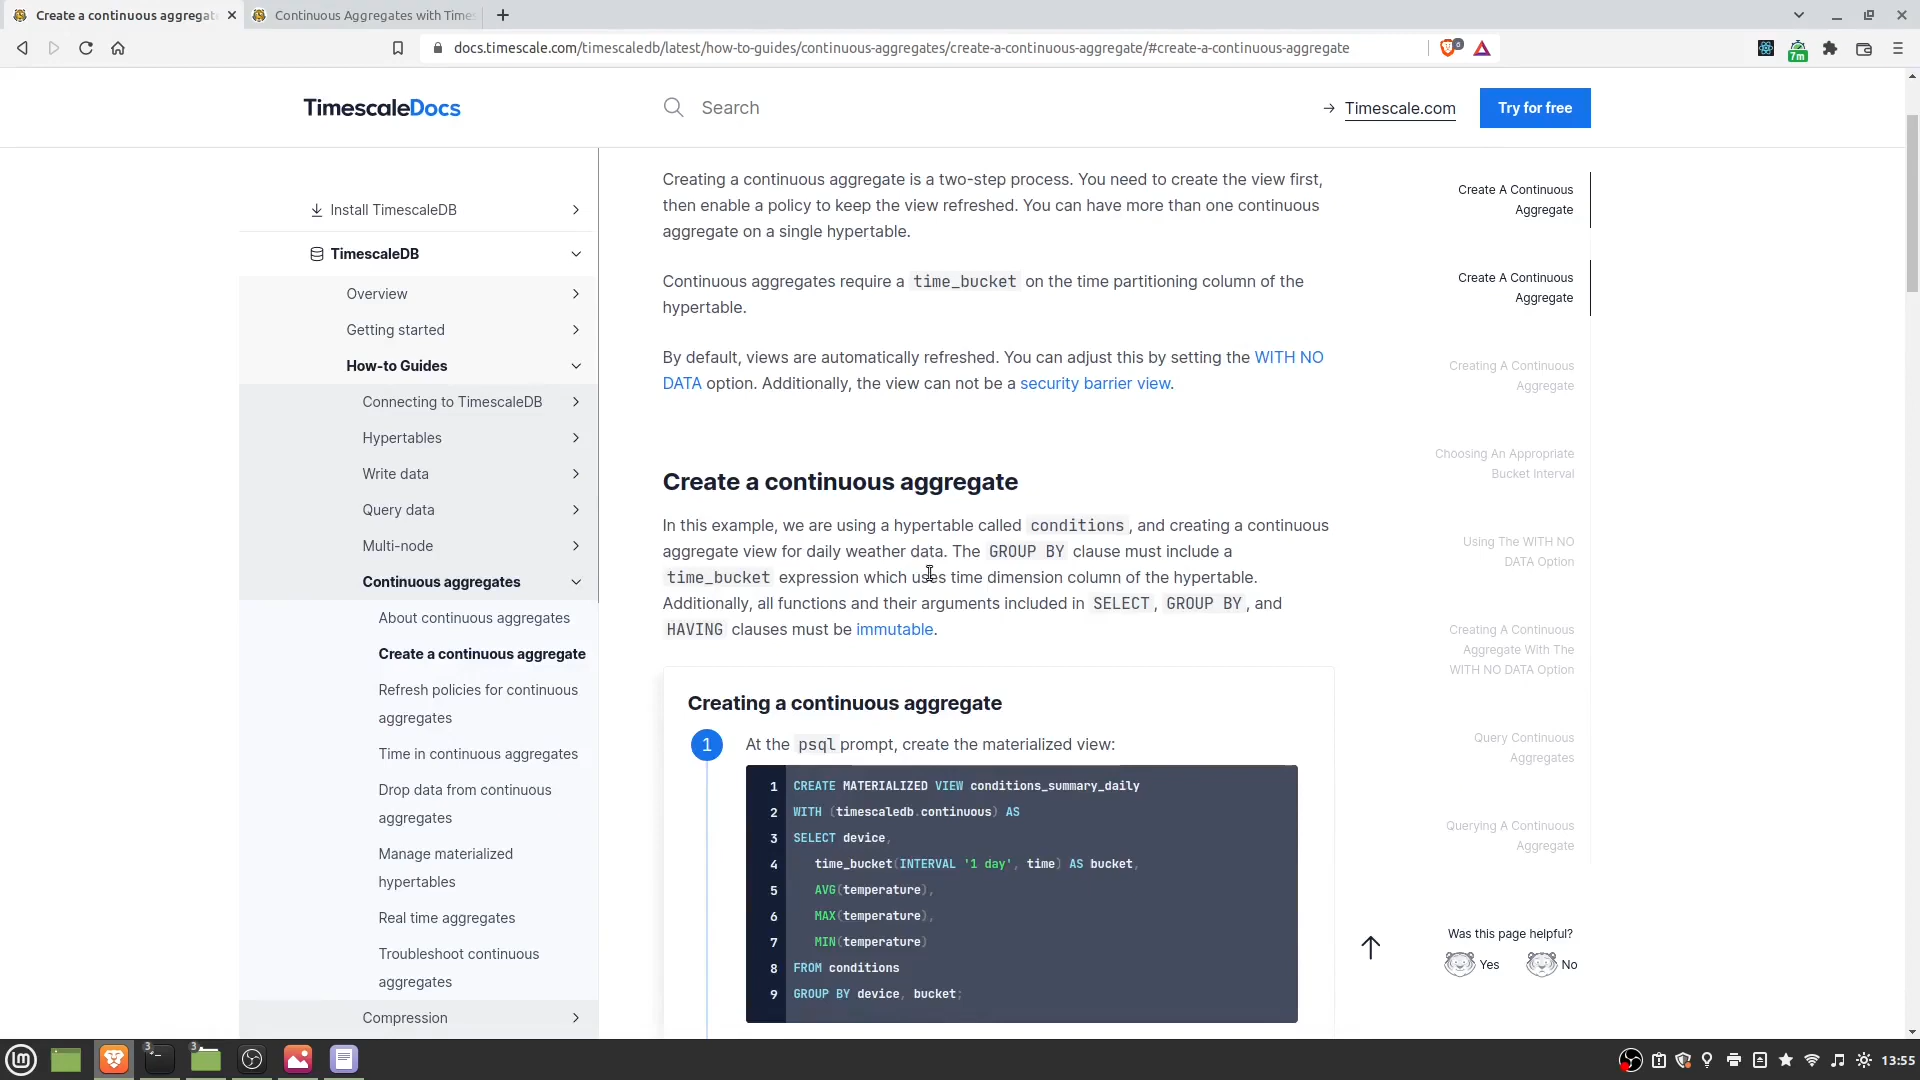 Create a continuous aggregat
Continuous Aggregates with Time
docs.timescale.com/timescaledb/latest/how-to-guides/continuous-aggregates/create-a-continuous-aggregate/#create-a-continuous-aggregate
0
7m
TimescaleDocs
Search
Timescale.com
Try for free
Install TimescaleDB
TimescaleDB
Overview
Getting started
How-to Guides
Connecting to TimescaleDB
Hypertables
Write data
Query data
Multi-node
Continuous aggregates
About continuous aggregates
Create a continuous aggregate
Refresh policies for continuous
aggregates
Time in continuous aggregates
Drop data from continuous
aggregates
Manage materialized
hypertables
Real time aggregates
Troubleshoot continuous
aggregates
Compression
Creating a continuous aggregate is a two-step process. You need to create the view first,
then enable a policy to keep the view refreshed. You can have more than one continuous
aggregate on a single hypertable.
Continuous aggregates require a time_bucket on the time partitioning column of the
hypertable.
By default, views are automatically refreshed. You can adjust this by setting the WITH NO
DATA option. Additionally, the view can not be a security barrier view.
Create a continuous aggregate
In this example, we are using a hypertable called conditions, and creating a continuous
aggregate view for daily weather data. The GROUP BY clause must include a
time_bucket expression which uses time dimension column of the hypertable.
Additionally, all functions and their arguments included in SELECT, GROUP BY, and
HAVING clauses must be immutable.
Creating a continuous aggregate
1 At the psql prompt, create the materialized view:
1 CREATE MATERIALIZED VIEW conditions_summary_daily
2 WITH (timescaledb.continuous) AS
3 SELECT device,
4 time_bucket(INTERVAL '1 day', time) AS bucket,
5 AVG(temperature),
6 MAX(temperature),
7 MIN(temperature)
8 FROM conditions
9 GROUP BY device, bucket;
Create A Continuous
Aggregate
Create A Continuous
Aggregate
Creating A Continuous
Aggregate
Choosing An Appropriate
Bucket Interval
Using The WITH NO
DATA Option
Creating A Continuous
Aggregate With The
WITH NO DATA Option
Query Continuous
Aggregates
Querying A Continuous
Aggregate
Was this page helpful?
Yes
No
3
3
13:55